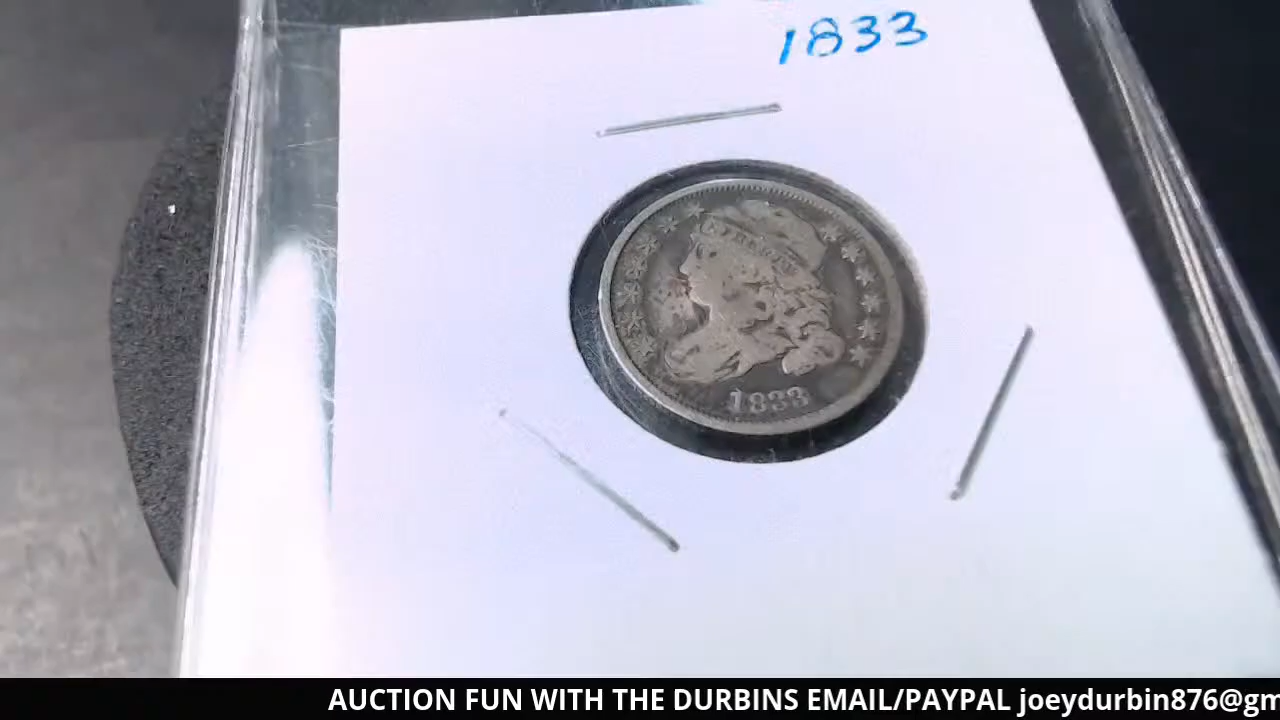 1833
LIBERTY
1833
AUCTION FUN WITH THE DURBINS EMAIL/PAYPAL joeydurbin876@gm